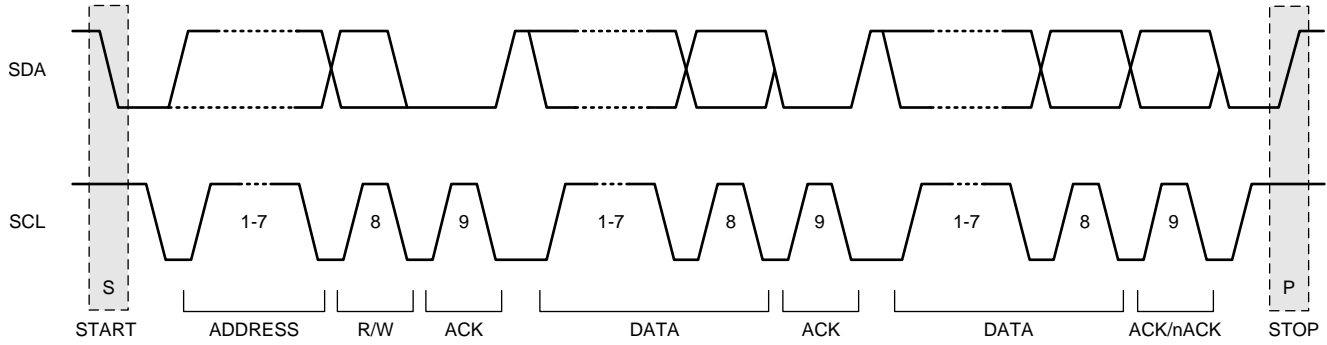 SDA
SCL
1-7 8 9 1-7 8 9 1-7 8 9
S P
START ADDRESS R/W ACK DATA ACK DATA ACK/nACK STOP